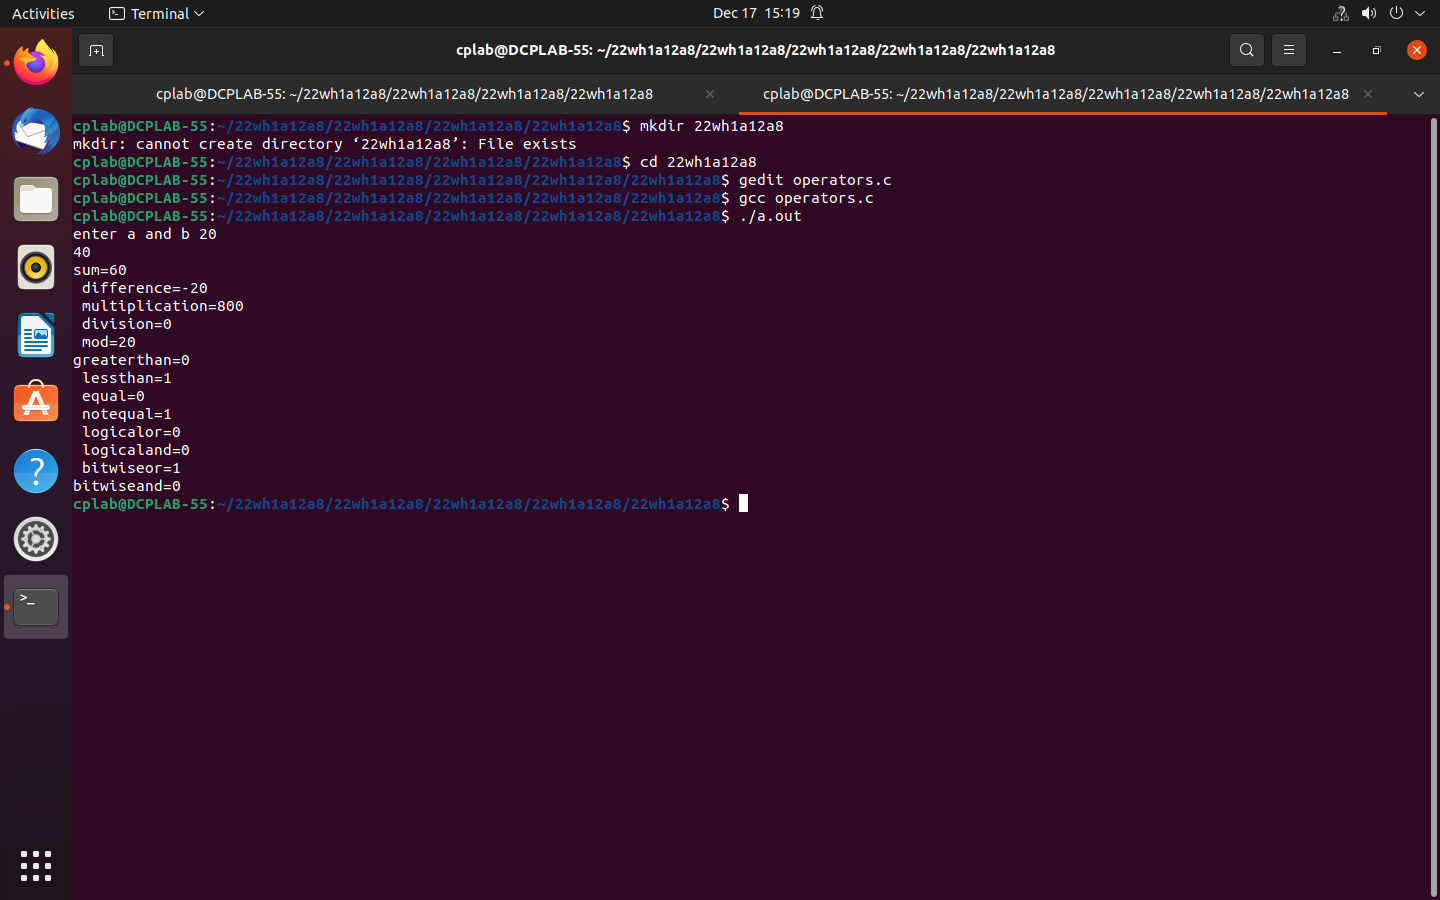 Activities
Terminal
Dec 17 15:19
cplab@DCPLAB-55: ~/22wh1a12a8/22wh1a12a8/22wh1a12a8/22wh1a12a8/22wh1a12a8
cplab@DCPLAB-55: ~/22wh1a12a8/22wh1a12a8/22wh1a12a8/22wh1a12a8
cplab@DCPLAB-55: ~/22wh1a12a8/22wh1a12a8/22wh1a12a8/22wh1a12a8/22wh1a12a8
cplab@DCPLAB-55:~/22wh1a12a8/22wh1a12a8/22wh1a12a8/22wh1a12a8$ mkdir 22wh1a12a8
mkdir: cannot create directory ‘22wh1a12a8’: File exists
cplab@DCPLAB-55:~/22wh1a12a8/22wh1a12a8/22wh1a12a8/22wh1a12a8$ cd 22wh1a12a8
cplab@DCPLAB-55:~/22wh1a12a8/22wh1a12a8/22wh1a12a8/22wh1a12a8/22wh1a12a8$ gedit operators.c
cplab@DCPLAB-55:~/22wh1a12a8/22wh1a12a8/22wh1a12a8/22wh1a12a8/22wh1a12a8$ gcc operators.c
cplab@DCPLAB-55:~/22wh1a12a8/22wh1a12a8/22wh1a12a8/22wh1a12a8/22wh1a12a8$ ./a.out
enter a and b 20
40
sum=60
 difference=-20
 multiplication=800
 division=0
 mod=20
greaterthan=0
 lessthan=1
 equal=0
 notequal=1
 logicalor=0
 logicaland=0
 bitwiseor=1
bitwiseand=0
cplab@DCPLAB-55:~/22wh1a12a8/22wh1a12a8/22wh1a12a8/22wh1a12a8/22wh1a12a8$